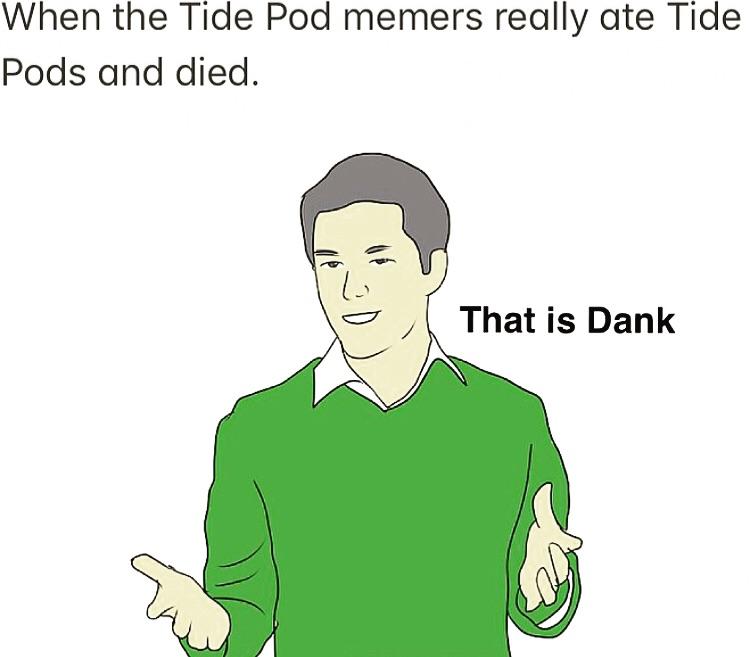 When the Tide Pod memers really ate Tide
Pods and died.
That is Dank